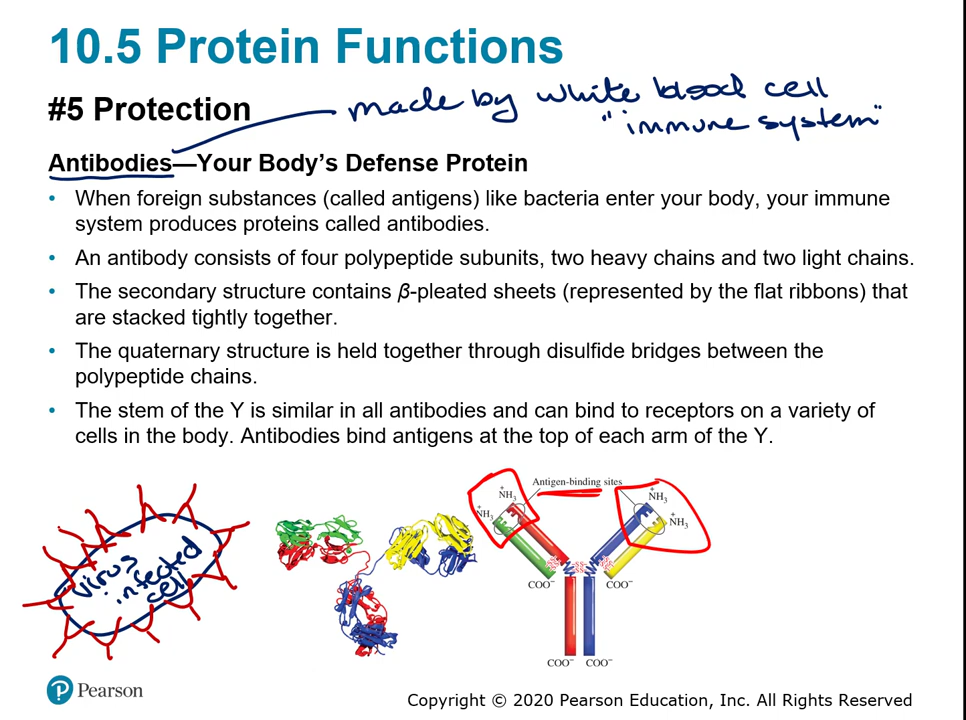 10.5 Protein Functions
#5 Protection
made by white blood cell
"immune system"
Antibodies—Your Body's Defense Protein
• When foreign substances (called antigens) like bacteria enter your body, your immune
system produces proteins called antibodies.
• An antibody consists of four polypeptide subunits, two heavy chains and two light chains.
• The secondary structure contains β-pleated sheets (represented by the flat ribbons) that
are stacked tightly together.
• The quaternary structure is held together through disulfide bridges between the
polypeptide chains.
• The stem of the Y is similar in all antibodies and can bind to receptors on a variety of
cells in the body. Antibodies bind antigens at the top of each arm of the Y.
virus
infected
cell
Antigen-binding sites
+
NH₃
+
NH₃
+
NH₃
+
NH₃
COO⁻
COO⁻
COO⁻
COO⁻
P Pearson
Copyright © 2020 Pearson Education, Inc. All Rights Reserved